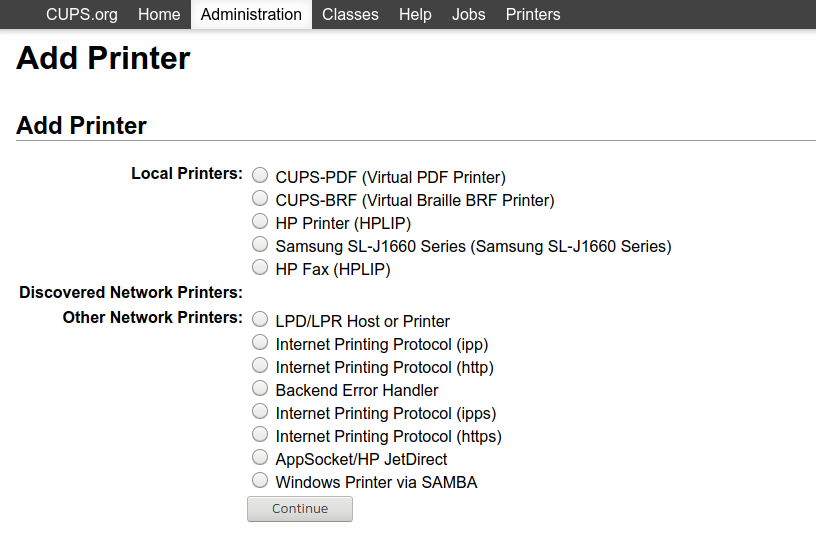 CUPS.org Home Administration Classes Help Jobs Printers
Add Printer
Add Printer
Local Printers: CUPS-PDF (Virtual PDF Printer)
CUPS-BRF (Virtual Braille BRF Printer)
HP Printer (HPLIP)
Samsung SL-J1660 Series (Samsung SL-J1660 Series)
HP Fax (HPLIP)
Discovered Network Printers:
Other Network Printers: LPD/LPR Host or Printer
Internet Printing Protocol (ipp)
Internet Printing Protocol (http)
Backend Error Handler
Internet Printing Protocol (ipps)
Internet Printing Protocol (https)
AppSocket/HP JetDirect
Windows Printer via SAMBA
Continue